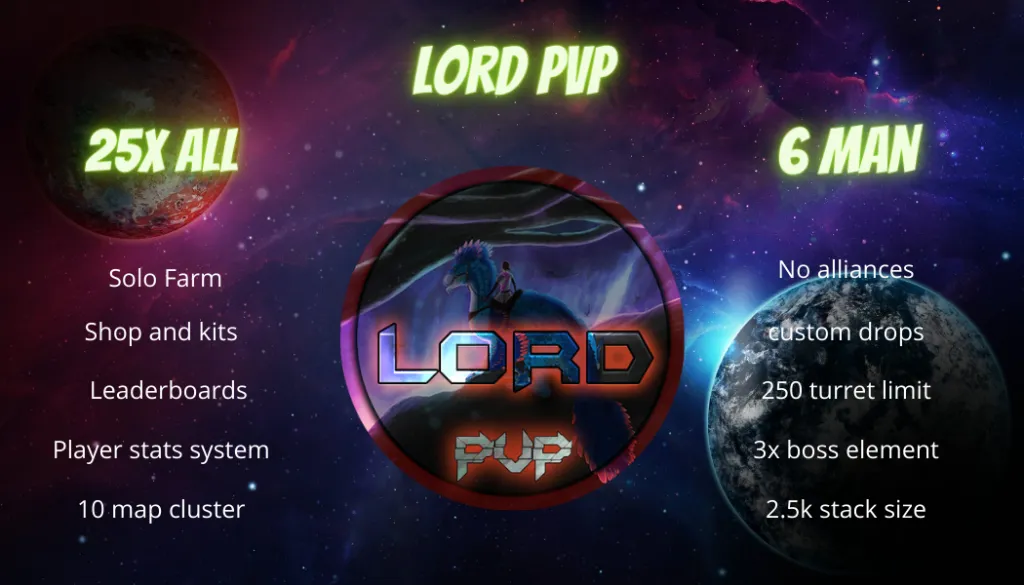 LORD PVP
25X ALL
6 MAN
Solo Farm
Shop and kits
Leaderboards
Player stats system
10 map cluster
LORD
PVP
No alliances
custom drops
250 turret limit
3x boss element
2.5k stack size